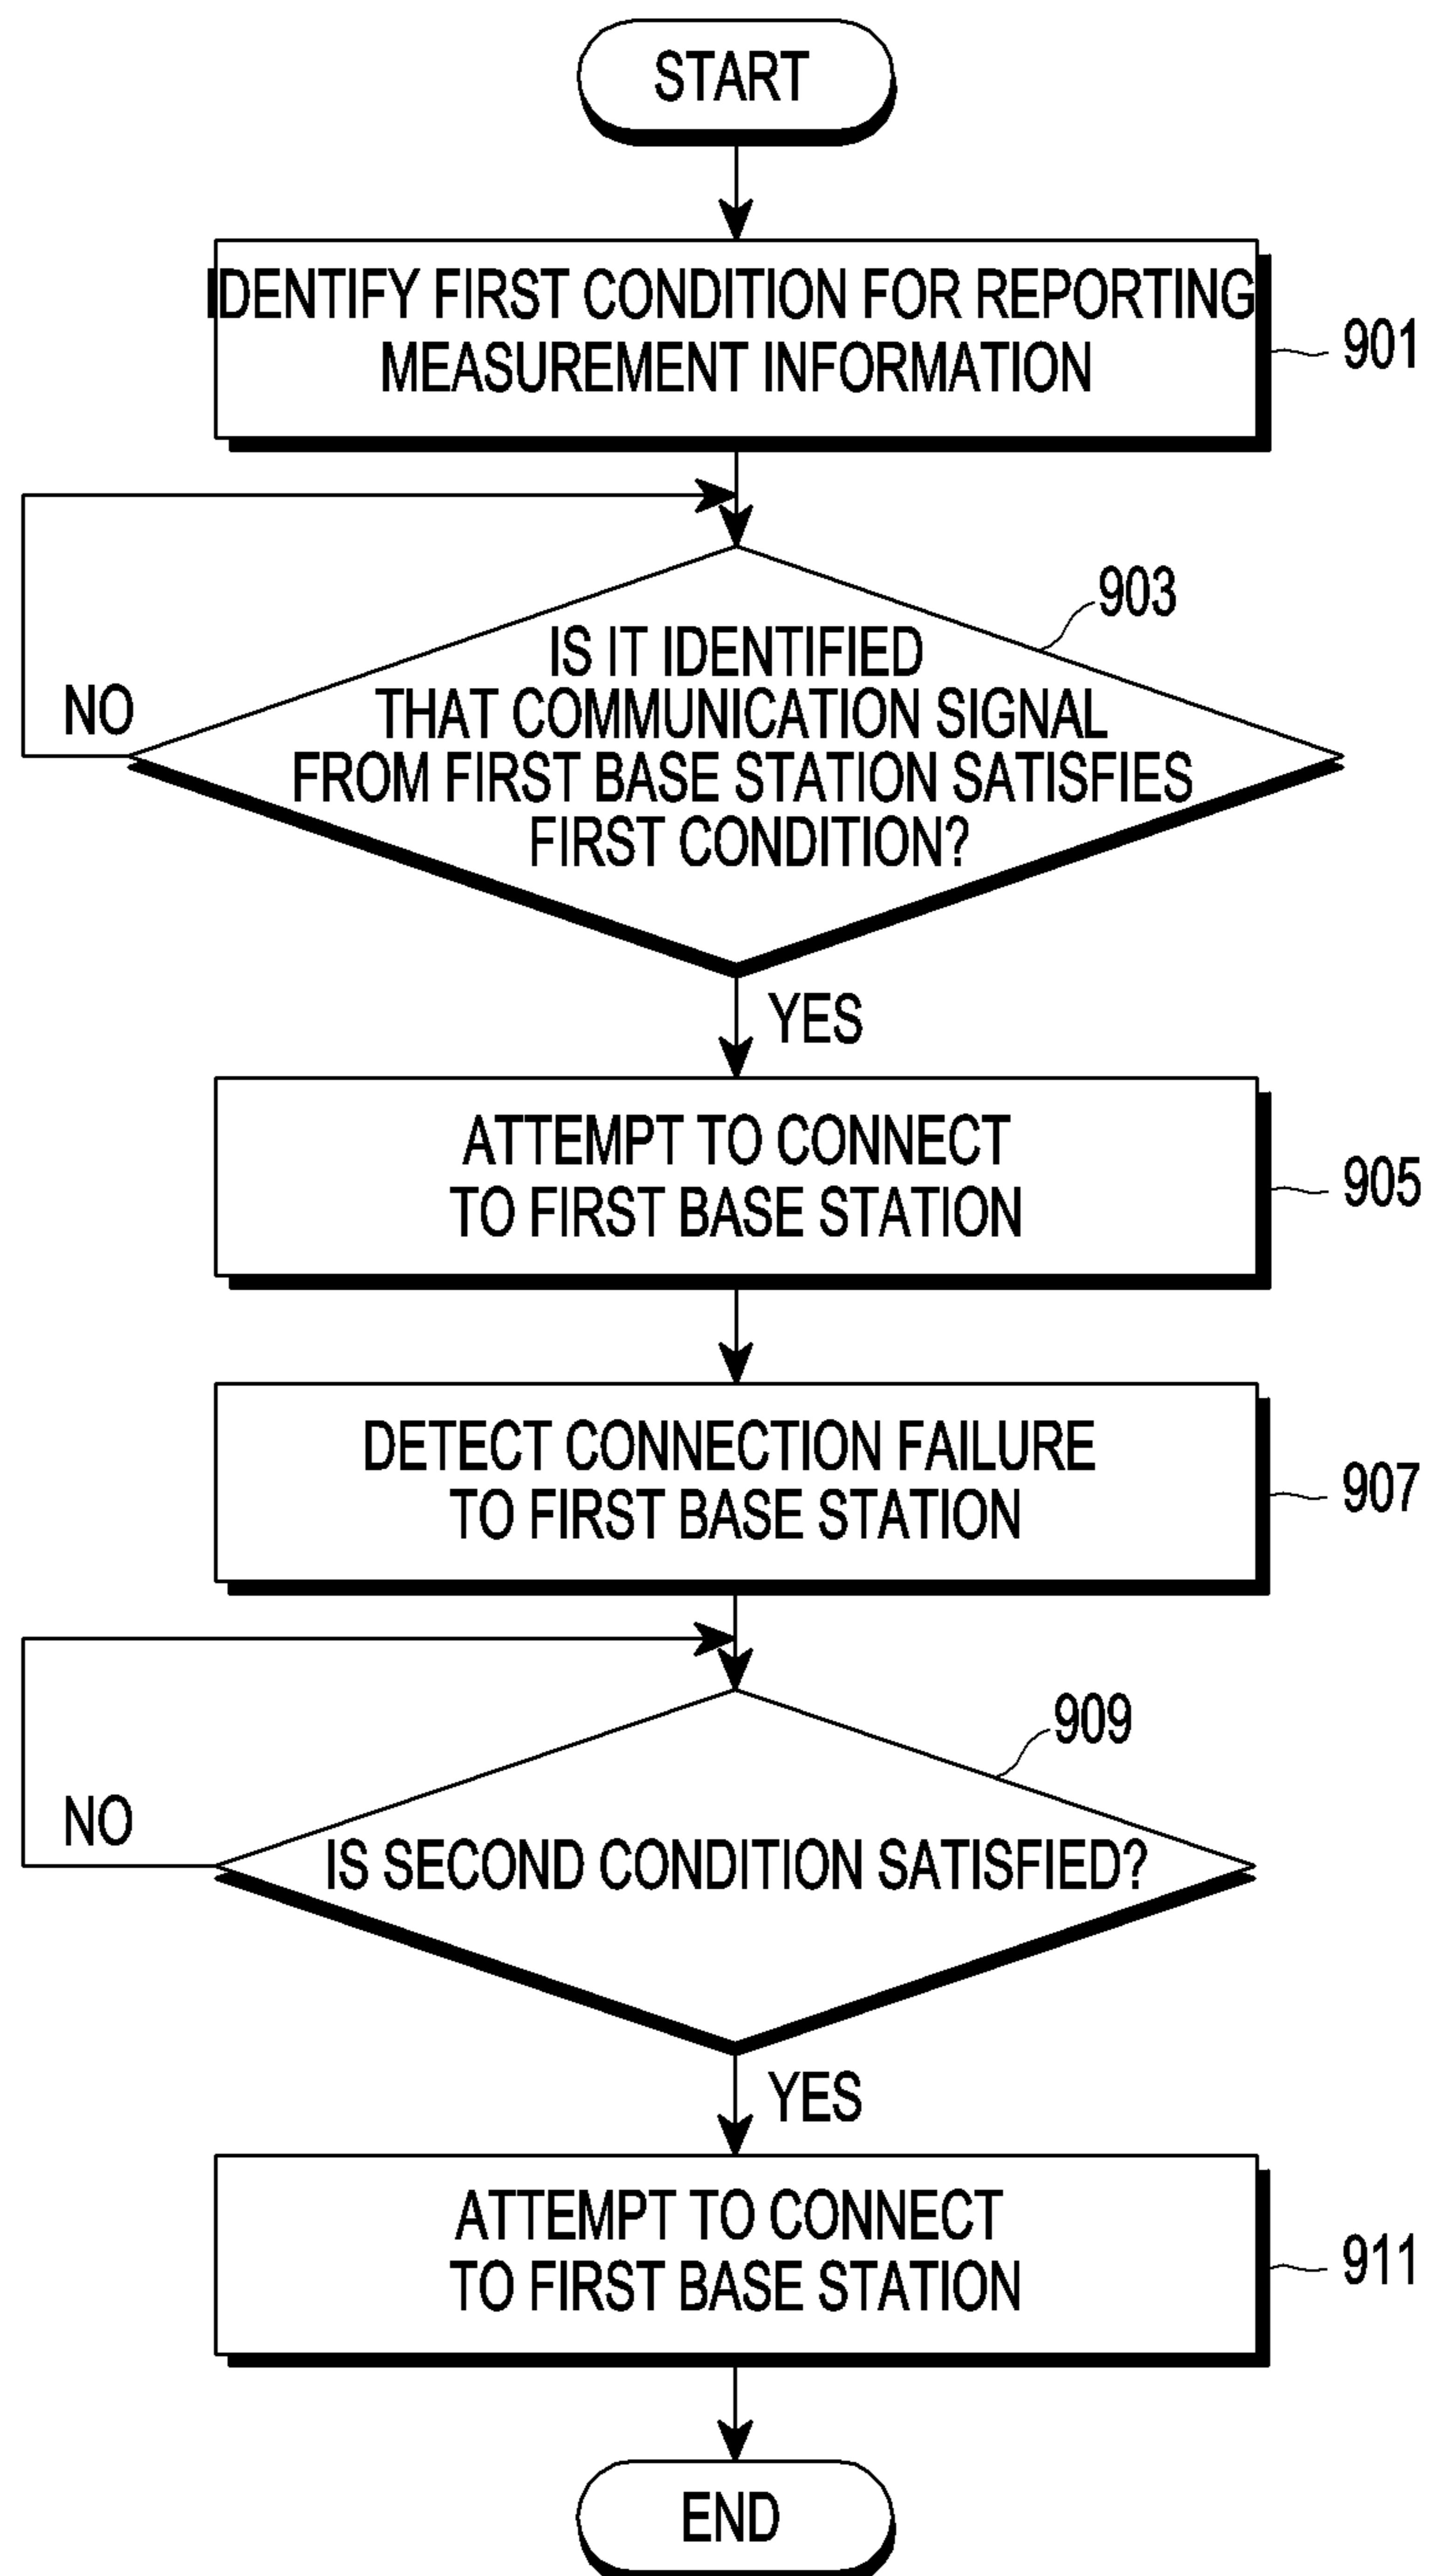 START
IDENTIFY FIRST CONDITION FOR REPORTING
MEASUREMENT INFORMATION
901
903
IS IT IDENTIFIED
THAT COMMUNICATION SIGNAL
FROM FIRST BASE STATION SATISFIES
FIRST CONDITION?
NO
YES
ATTEMPT TO CONNECT
TO FIRST BASE STATION
905
DETECT CONNECTION FAILURE
TO FIRST BASE STATION
907
909
IS SECOND CONDITION SATISFIED?
NO
YES
ATTEMPT TO CONNECT
TO FIRST BASE STATION
911
END